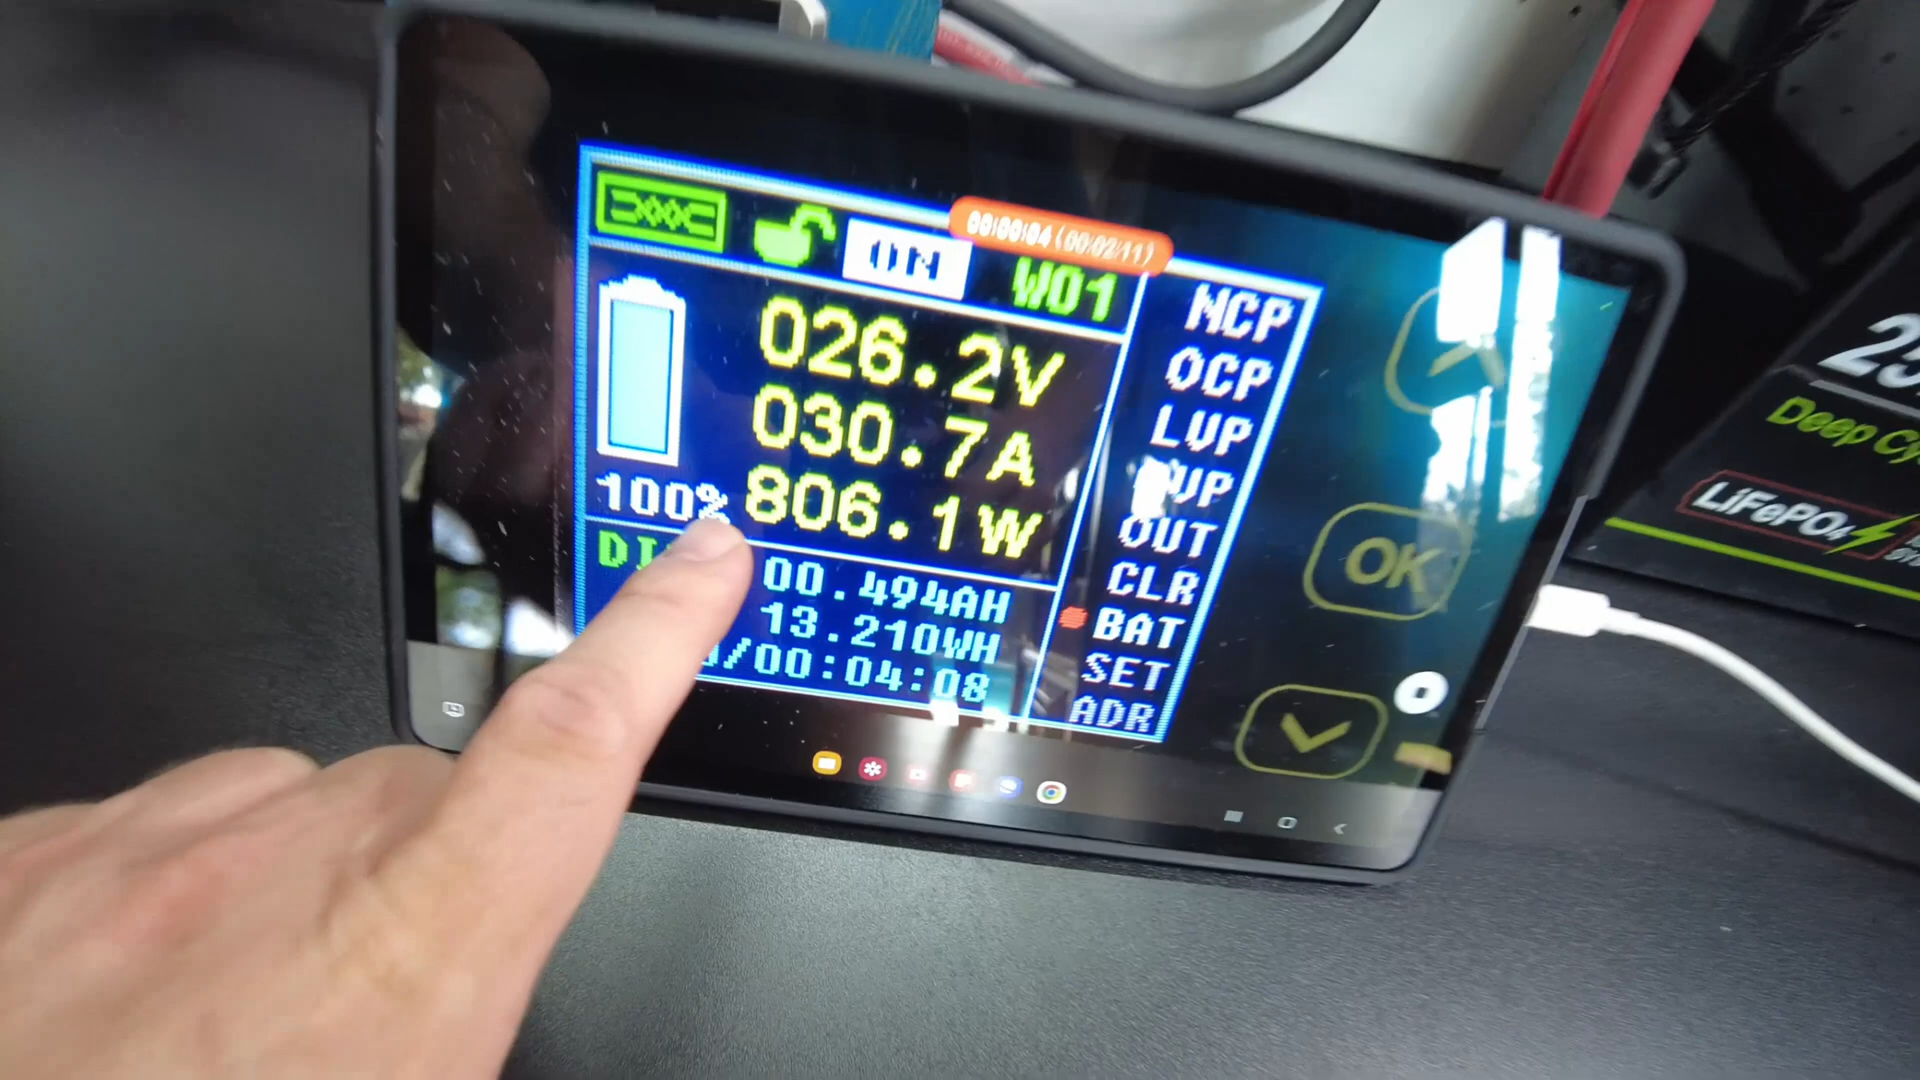 00:00:04 (00/02/11)
ON
W01
026.2V
030.7A
806.1W
100%
00.494AH
13.210WH
/00:04:08
NCP
OCP
LVP
OUT
CLR
BAT
SET
ADR
OK
Deep Cy
LiFePO4